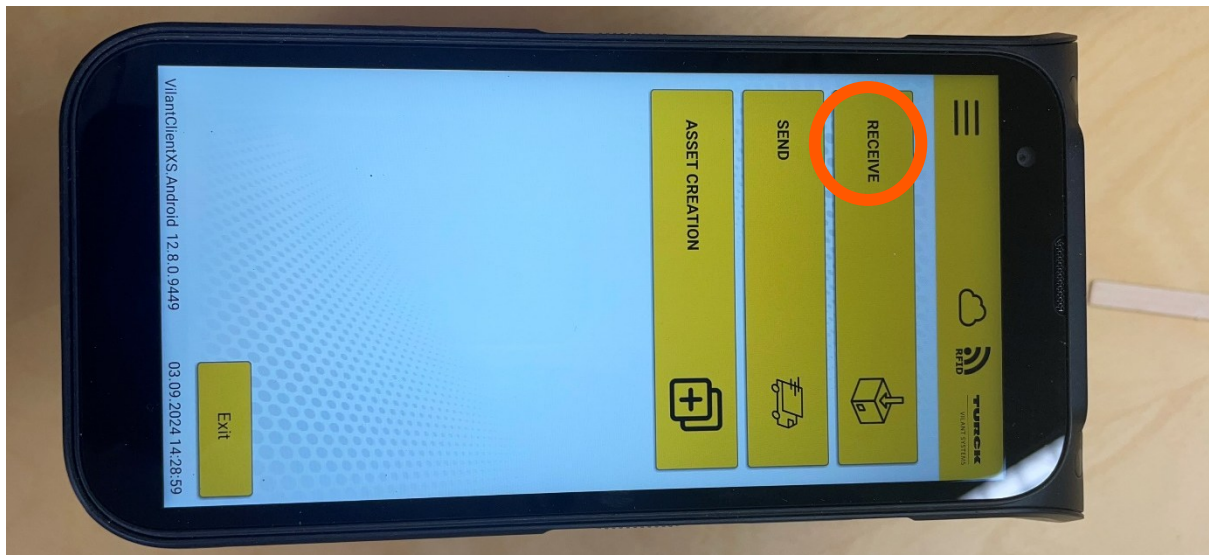 RFID
TURCK
VILANT SYSTEMS
RECEIVE
SEND
ASSET CREATION
Exit
VilantClientXS.Android 12.8.0.9449 03.09.2024 14:28:59